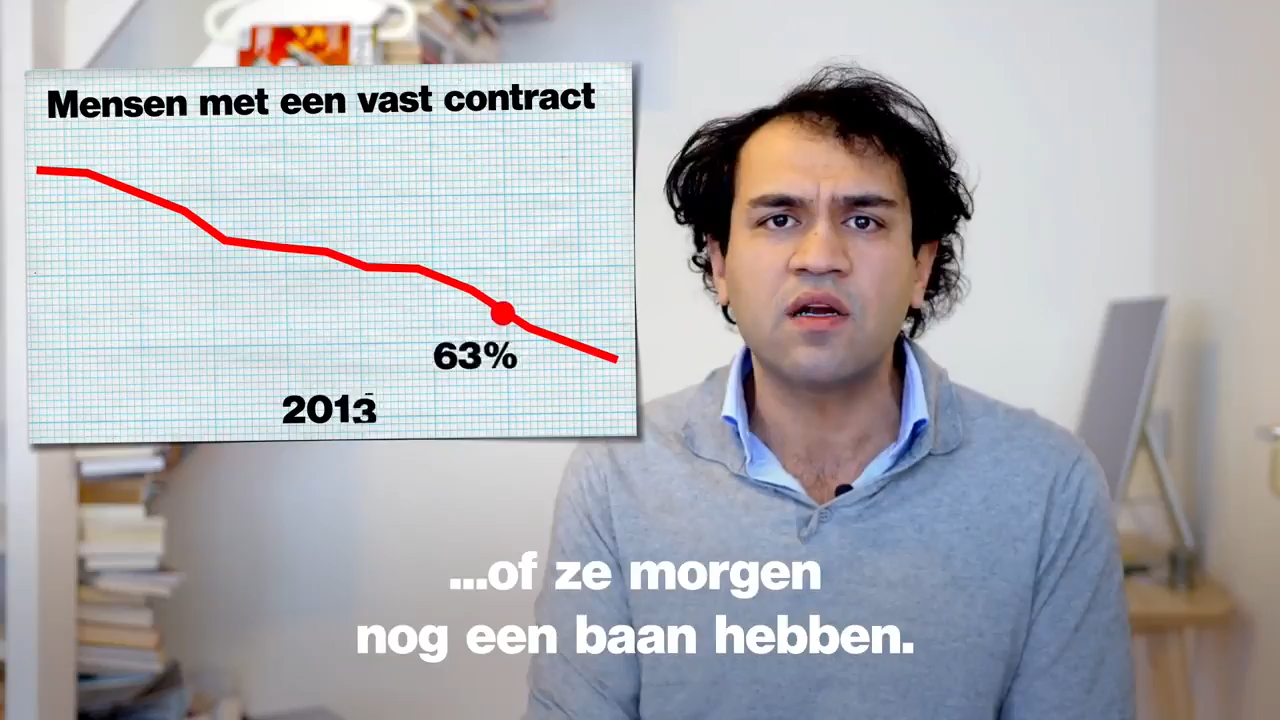 Mensen met een vast contract
63%
2013
...of ze morgen
nog een baan hebben.